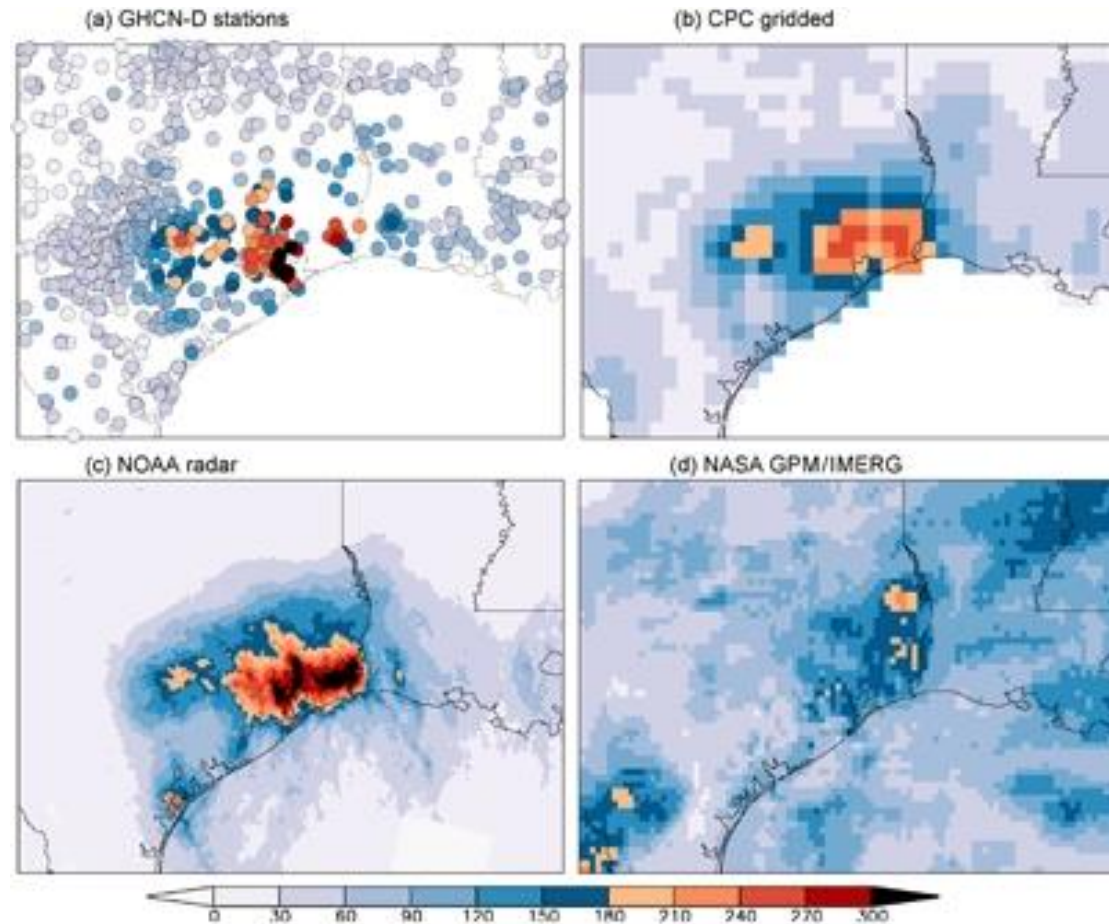 (a) GHCN-D stations
(b) CPC gridded
(c) NOAA radar
(d) NASA GPM/IMERG
0 30 60 90 120 150 180 210 240 270 300